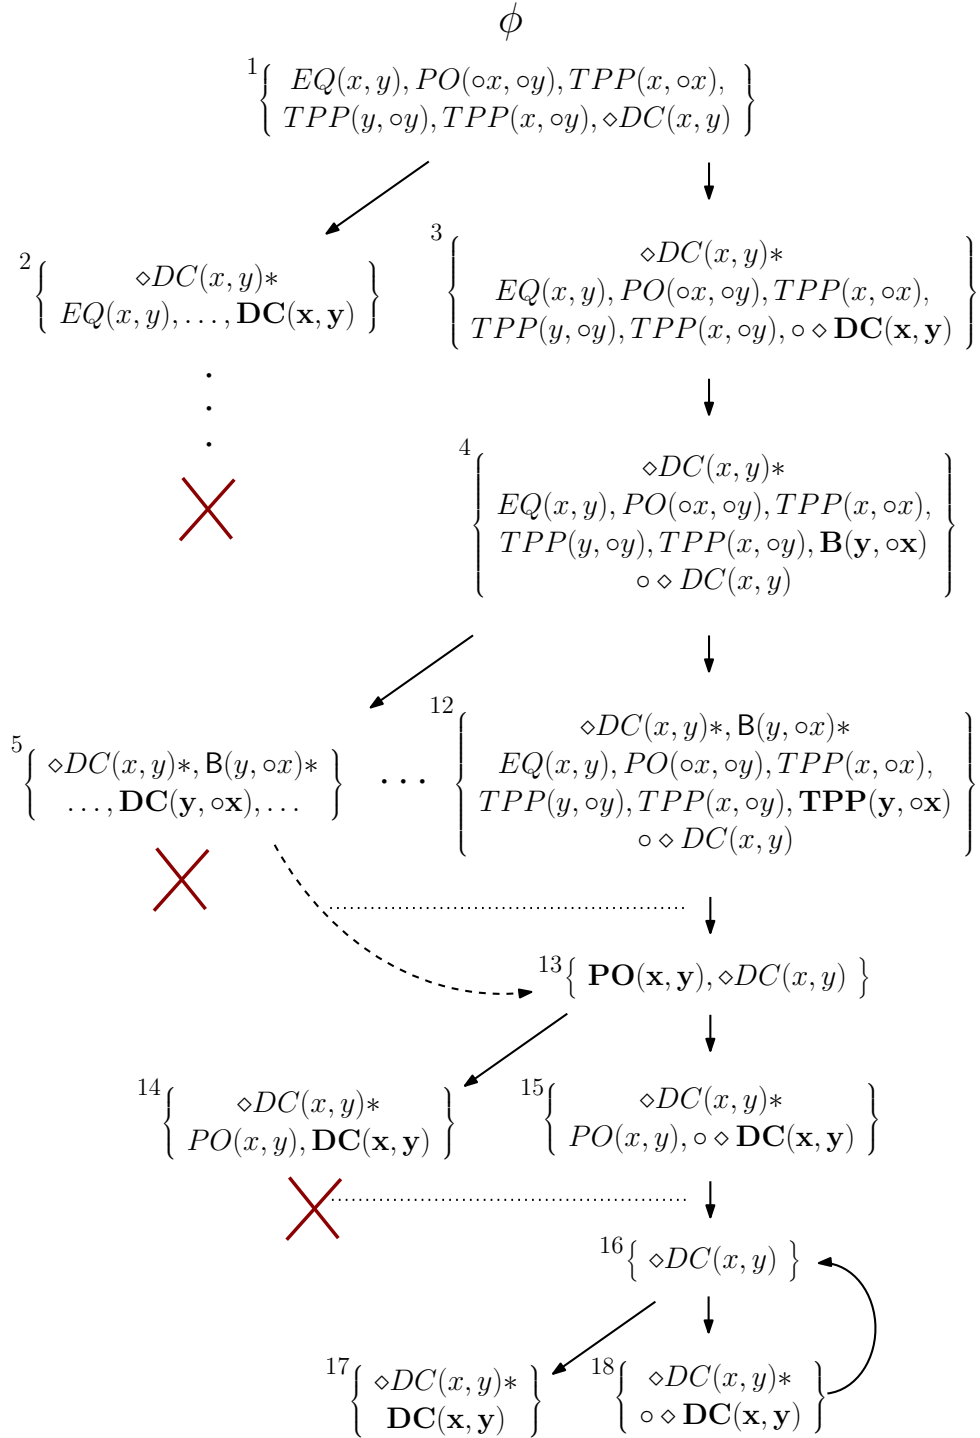 ϕ
1 { EQ(x, y), PO(∘x, ∘y), TPP(x, ∘x),
TPP(y, ∘y), TPP(x, ∘y), ⋄DC(x, y) }
2 { ⋄DC(x, y)∗
EQ(x, y), . . . , DC(x, y) }
3 { ⋄DC(x, y)∗
EQ(x, y), PO(∘x, ∘y), TPP(x, ∘x),
TPP(y, ∘y), TPP(x, ∘y), ∘ ⋄ DC(x, y) }
4 { ⋄DC(x, y)∗
EQ(x, y), PO(∘x, ∘y), TPP(x, ∘x),
TPP(y, ∘y), TPP(x, ∘y), B(y, ∘x)
∘ ⋄ DC(x, y) }
5 { ⋄DC(x, y)∗, B(y, ∘x)∗
. . . , DC(y, ∘x), . . . }
. . .
12 { ⋄DC(x, y)∗, B(y, ∘x)∗
EQ(x, y), PO(∘x, ∘y), TPP(x, ∘x),
TPP(y, ∘y), TPP(x, ∘y), TPP(y, ∘x)
∘ ⋄ DC(x, y) }
13 { PO(x, y), ⋄DC(x, y) }
14 { ⋄DC(x, y)∗
PO(x, y), DC(x, y) }
15 { ⋄DC(x, y)∗
PO(x, y), ∘ ⋄ DC(x, y) }
16 { ⋄DC(x, y) }
17 { ⋄DC(x, y)∗
DC(x, y) }
18 { ⋄DC(x, y)∗
∘ ⋄ DC(x, y) }